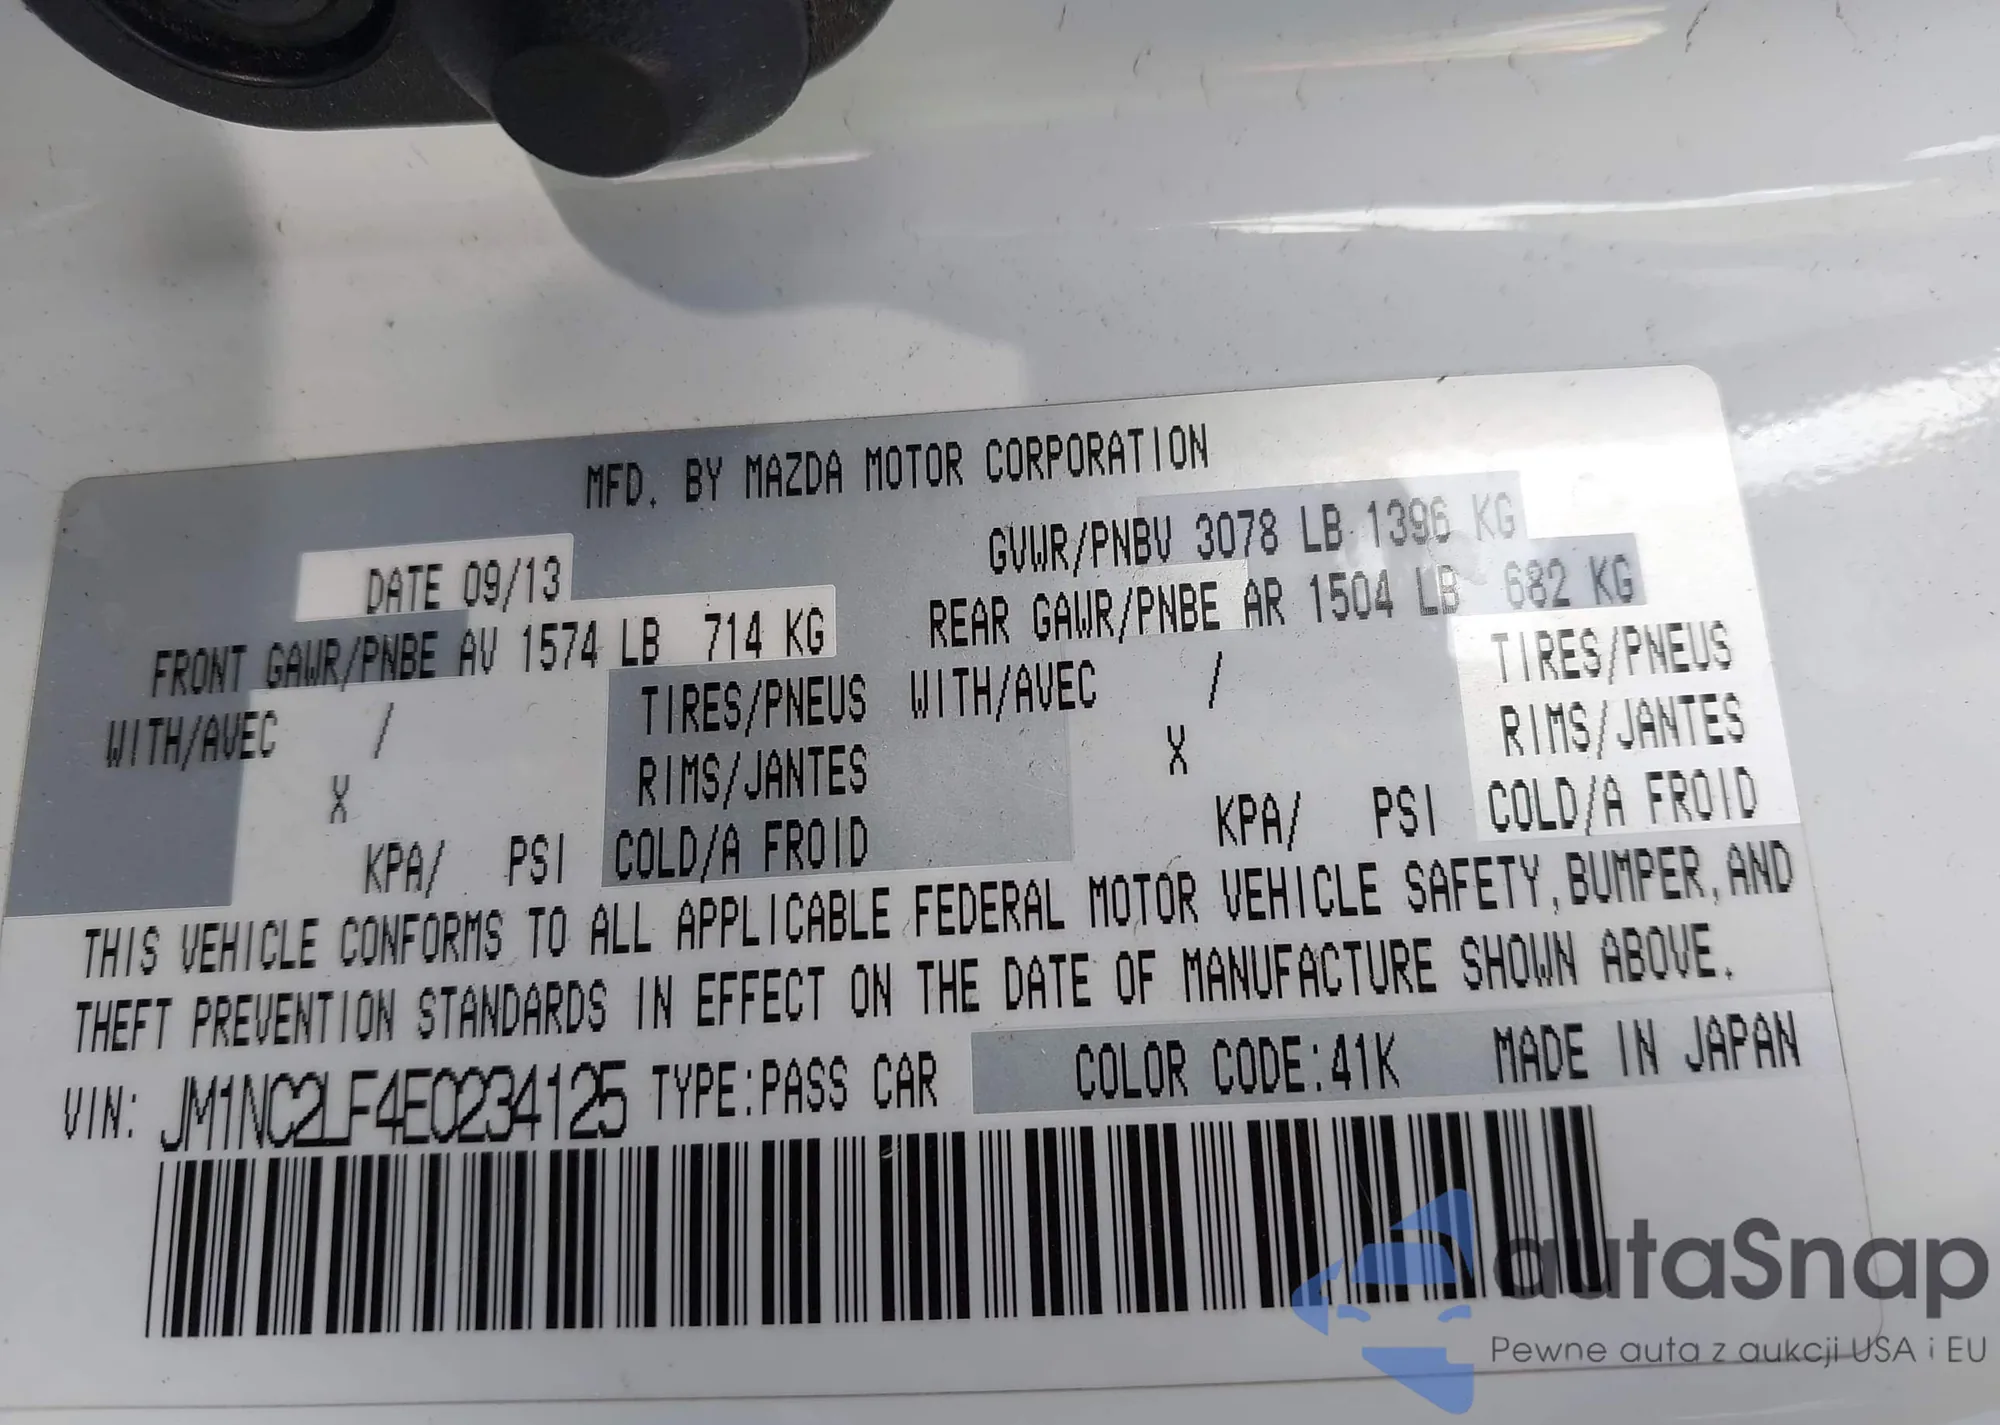 MFD. BY MAZDA MOTOR CORPORATION
DATE 09/13 GVWR/PNBV 3078 LB 1396 KG
FRONT GAWR/PNBE AV 1574 LB 714 KG REAR GAWR/PNBE AR 1504 LB 682 KG
WITH/AVEC / TIRES/PNEUS WITH/AVEC / TIRES/PNEUS
X RIMS/JANTES X RIMS/JANTES
KPA/ PSI COLD/A FROID KPA/ PSI COLD/A FROID
THIS VEHICLE CONFORMS TO ALL APPLICABLE FEDERAL MOTOR VEHICLE SAFETY, BUMPER, AND
THEFT PREVENTION STANDARDS IN EFFECT ON THE DATE OF MANUFACTURE SHOWN ABOVE.
VIN: JM1NC2LF4E0234125 TYPE:PASS CAR COLOR CODE:41K MADE IN JAPAN
autaSnap
Pewne auta z aukcji USA i EU